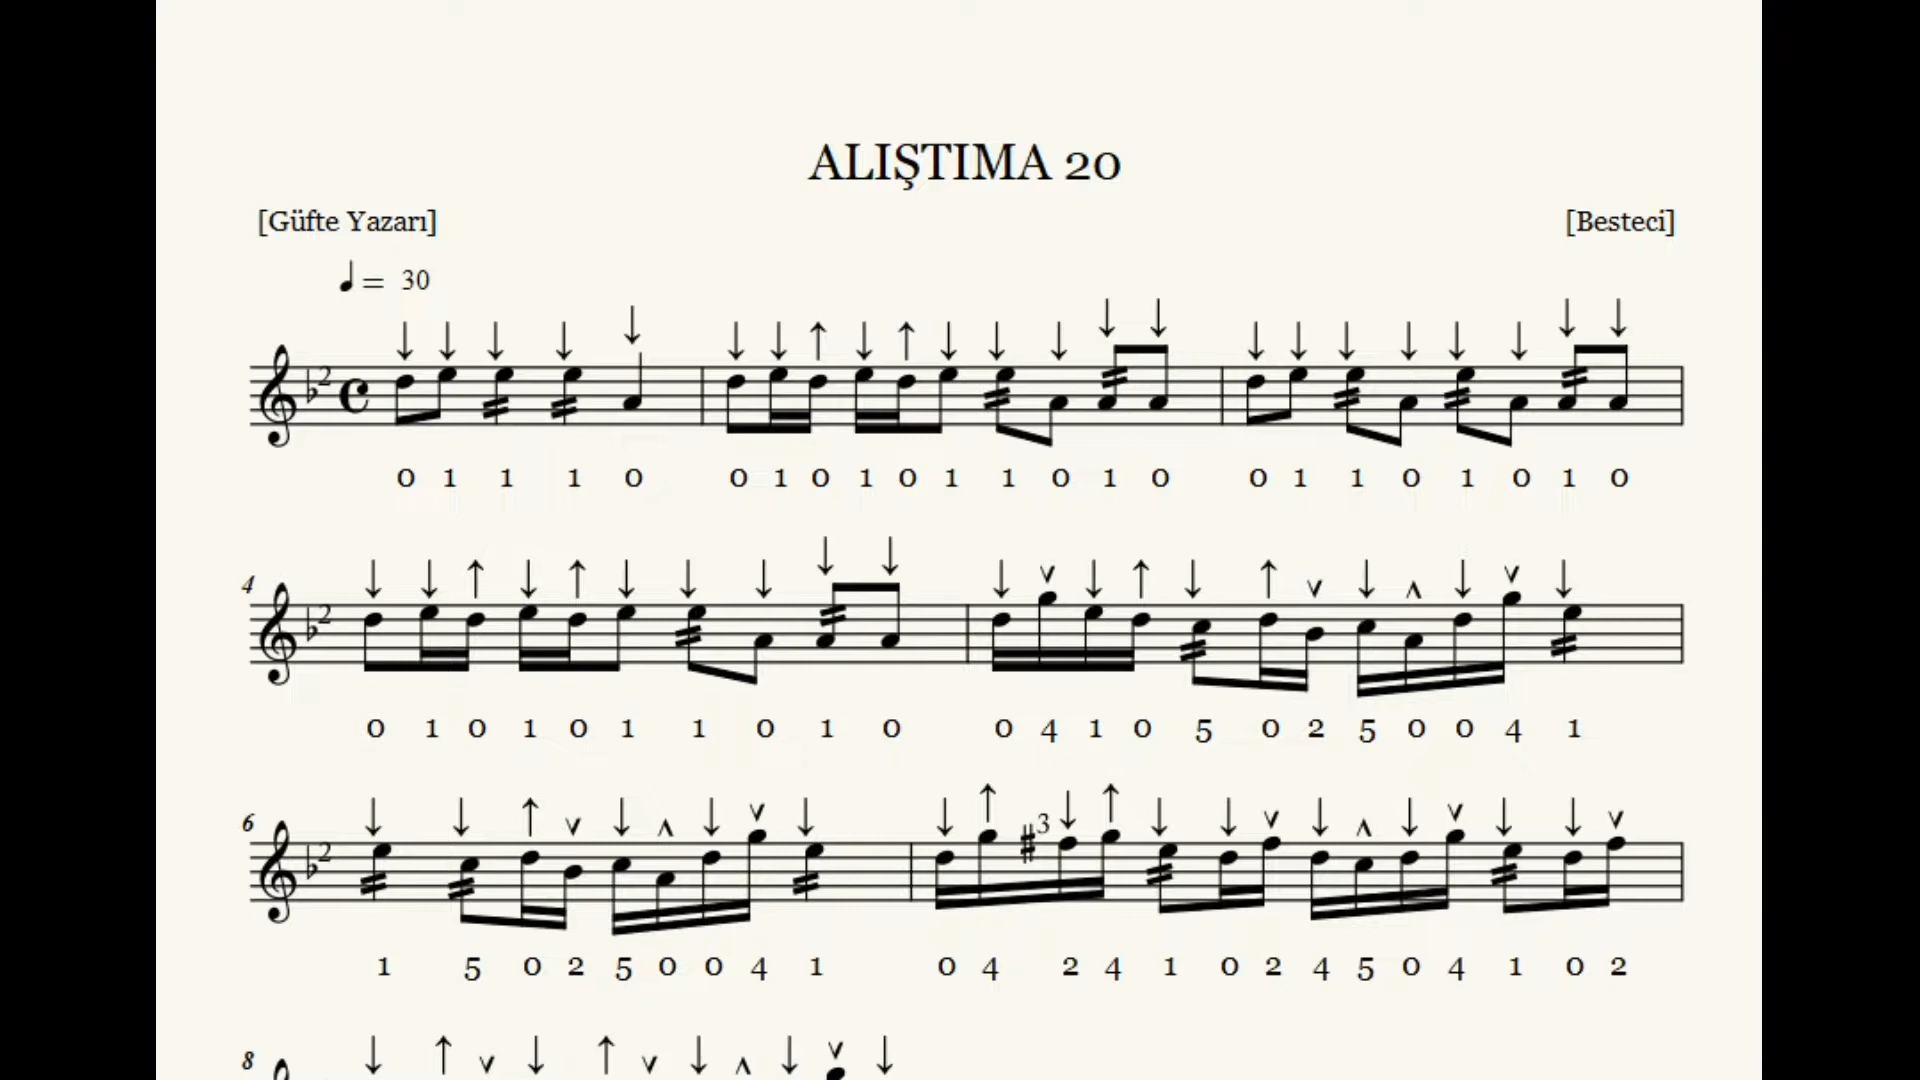 ALIŞTIMA 20
[Güfte Yazarı] [Besteci]
= 30
2
0 1 1 1 0 0 1 0 1 0 1 1 0 1 0 0 1 1 0 1 0 1 0
4
2
0 1 0 1 0 1 1 0 1 0 0 4 1 0 5 0 2 5 0 0 4 1
6
2 3
1 5 0 2 5 0 0 4 1 0 4 2 4 1 0 2 4 5 0 4 1 0 2
8